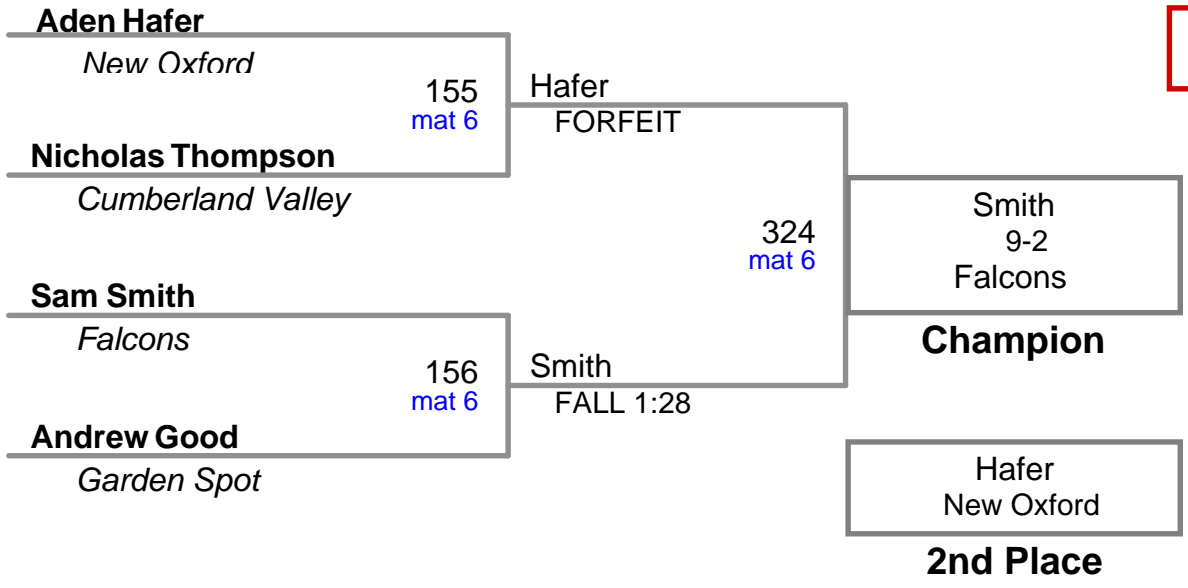 Aden Hafer
New Oxford
155
mat 6
Hafer
FORFEIT
Nicholas Thompson
Cumberland Valley
324
mat 6
Smith
9-2
Falcons
Champion
Sam Smith
Falcons
156
mat 6
Smith
FALL 1:28
Andrew Good
Garden Spot
Hafer
New Oxford
2nd Place